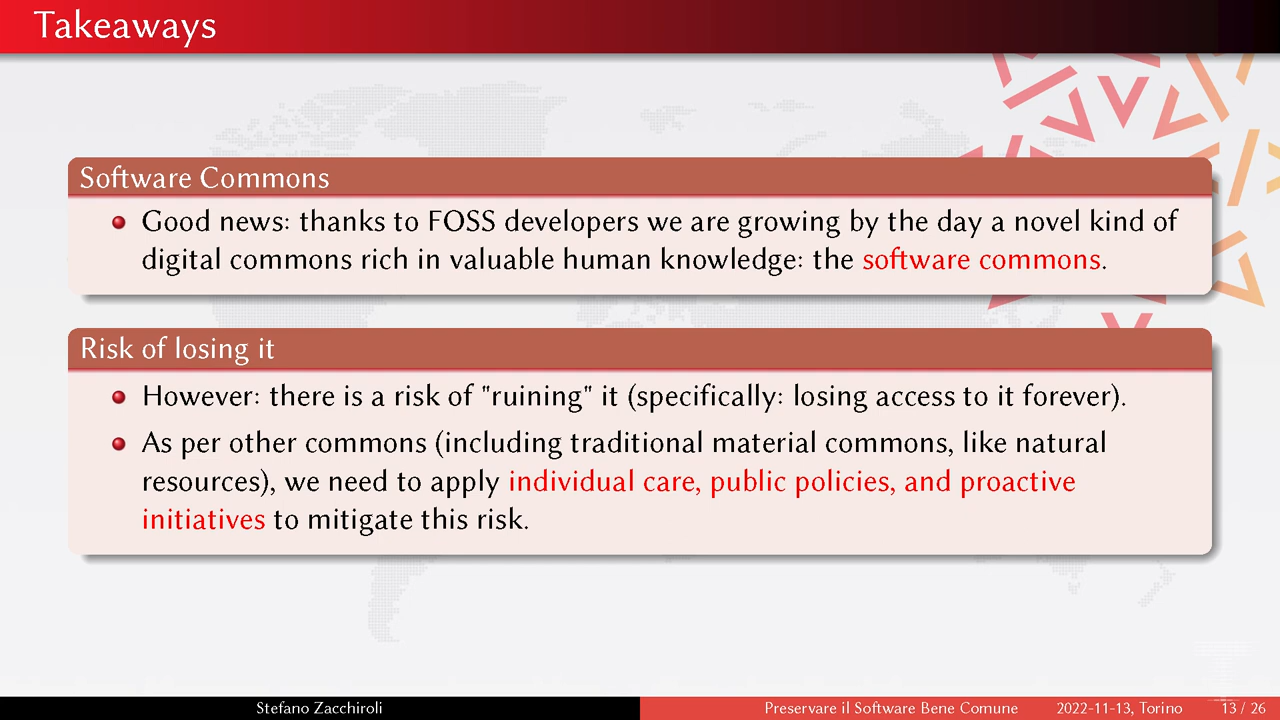 Takeaways
Software Commons
Good news: thanks to FOSS developers we are growing by the day a novel kind of
digital commons rich in valuable human knowledge: the software commons.
Risk of losing it
However: there is a risk of "ruining" it (specifically: losing access to it forever).
As per other commons (including traditional material commons, like natural
resources), we need to apply individual care, public policies, and proactive
initiatives to mitigate this risk.
Stefano Zacchiroli
Preservare il Software Bene Comune
2022-11-13, Torino
13 / 26